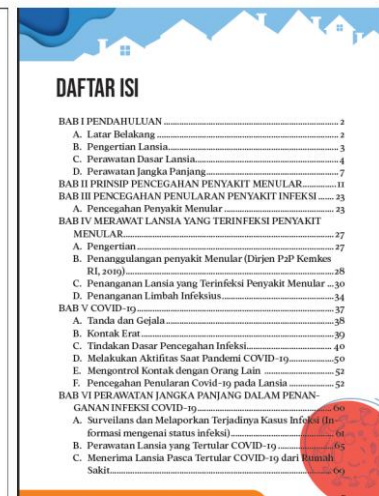 DAFTAR ISI
BAB I PENDAHULUAN ........ 2
A. Latar Belakang ........ 2
B. Pengertian Lansia ........ 3
C. Perawatan Dasar Lansia ........ 4
D. Perawatan Jangka Panjang ........ 7
BAB II PRINSIP PENCEGAHAN PENYAKIT MENULAR ........ 11
BAB III PENCEGAHAN PENULARAN PENYAKIT INFEKSI ........ 23
A. Pencegahan Penyakit Menular ........ 23
BAB IV MERAWAT LANSIA YANG TERINFEKSI PENYAKIT
MENULAR ........ 27
A. Pengertian ........ 27
B. Penanggulangan penyakit Menular (Dirjen P2P Kemkes
RI, 2019) ........ 28
C. Penanganan Lansia yang Terinfeksi Penyakit Menular ... 30
D. Penanganan Limbah Infeksius ........ 34
BAB V COVID-19 ........ 37
A. Tanda dan Gejala ........ 38
B. Kontak Erat ........ 39
C. Tindakan Dasar Pencegahan Infeksi ........ 40
D. Melakukan Aktifitas Saat Pandemi COVID-19 ........ 50
E. Mengontrol Kontak dengan Orang Lain ........ 52
F. Pencegahan Penularan Covid-19 pada Lansia ........ 52
BAB VI PERAWATAN JANGKA PANJANG DALAM PENAN-
GANAN INFEKSI COVID-19 ........ 60
A. Surveilans dan Melaporkan Terjadinya Kasus Infeksi (In-
formasi mengenai status infeksi) ........ 61
B. Perawatan Lansia yang Tertular COVID-19 ........ 65
C. Menerima Lansia Pasca Tertular COVID-19 dari Rumah
Sakit ........ 69